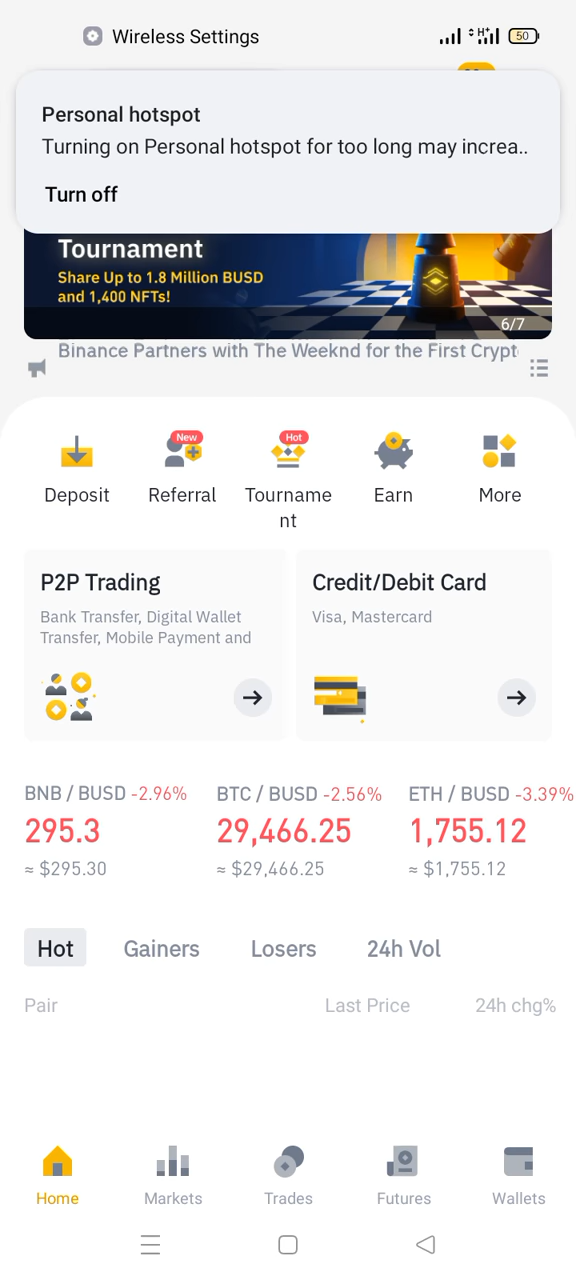 Wireless Settings
H+
50
Personal hotspot
Turning on Personal hotspot for too long may increa..
Turn off
Tournament
Share Up to 1.8 Million BUSD
and 1,400 NFTs!
6/7
Binance Partners with The Weeknd for the First Crypt
New
Hot
Deposit
Referral
Tourname
nt
Earn
More
P2P Trading
Bank Transfer, Digital Wallet
Transfer, Mobile Payment and
Credit/Debit Card
Visa, Mastercard
BNB / BUSD -2.96%
295.3
≈ $295.30
BTC / BUSD -2.56%
29,466.25
≈ $29,466.25
ETH / BUSD -3.39%
1,755.12
≈ $1,755.12
Hot Gainers Losers 24h Vol
Pair Last Price 24h chg%
Home Markets Trades Futures Wallets